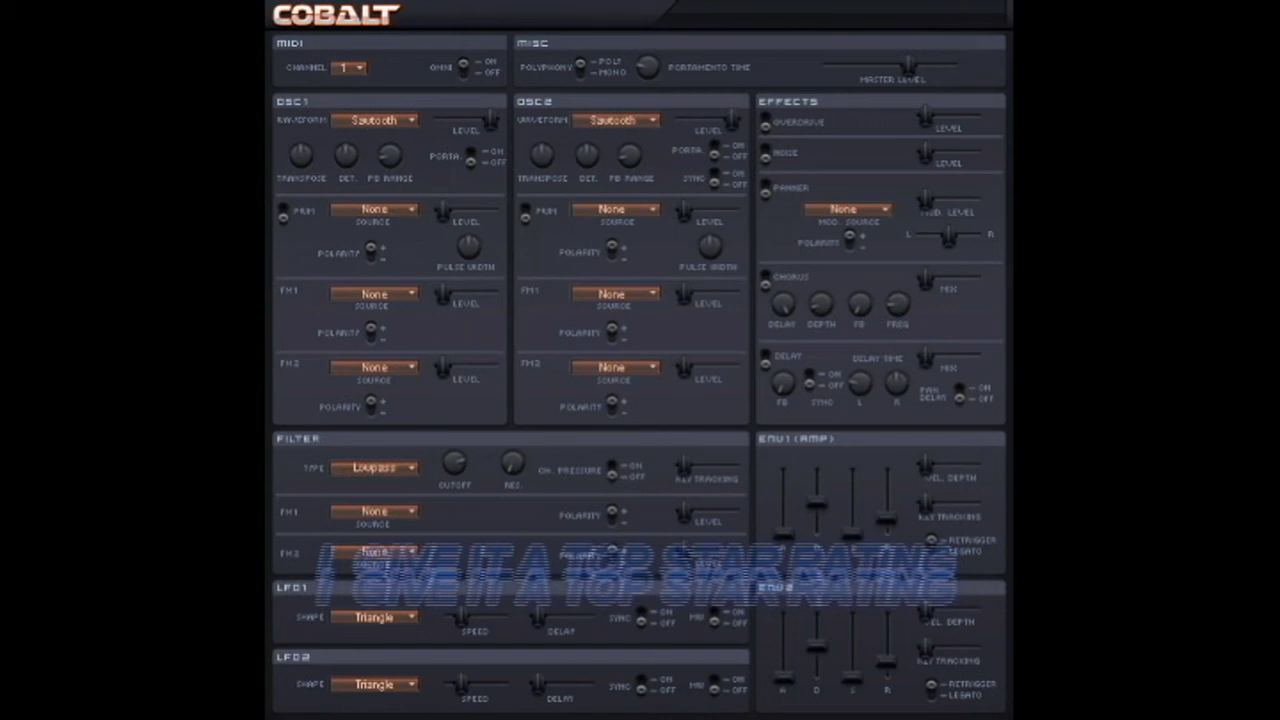 COBALT
MIDI
CHANNEL 1 OMNI ON OFF
MISC
POLYPHONY POLY MONO PORTAMENTO TIME MASTER LEVEL
OSC1
WAVEFORM Sawtooth LEVEL
TRANSPOSE DET. PB RANGE PORTA. ON OFF
PWM None SOURCE LEVEL
POLARITY + - PULSE WIDTH
FM1 None SOURCE LEVEL
POLARITY + -
FM2 None SOURCE LEVEL
POLARITY + -
OSC2
WAVEFORM Sawtooth LEVEL
TRANSPOSE DET. PB RANGE PORTA. ON OFF SYNC ON OFF
PWM None SOURCE LEVEL
POLARITY + - PULSE WIDTH
FM1 None SOURCE LEVEL
POLARITY + -
FM2 None SOURCE LEVEL
POLARITY + -
EFFECTS
OVERDRIVE LEVEL
NOISE LEVEL
PANNER None MOD. SOURCE MOD. LEVEL
POLARITY + - L R
CHORUS MIX
DELAY DEPTH FB FREQ
DELAY DELAY TIME MIX
FB SYNC ON OFF L R PAN DELAY ON OFF
FILTER
TYPE Lowpass CUTOFF RES. CH. PRESSURE ON OFF KEYTRACKING
FM1 None SOURCE POLARITY + - LEVEL
FM2 None
I GIVE IT A TOP STAR RATING
ENV1 (AMP)
VEL. DEPTH
KEYTRACKING
RETRIGGER
LEGATO
LFO1
SHAPE Triangle SPEED DELAY SYNC ON OFF MW ON OFF
LFO2
SHAPE Triangle SPEED DELAY SYNC ON OFF MW ON OFF
ENV2
VEL. DEPTH
KEYTRACKING
A D S R RETRIGGER
LEGATO